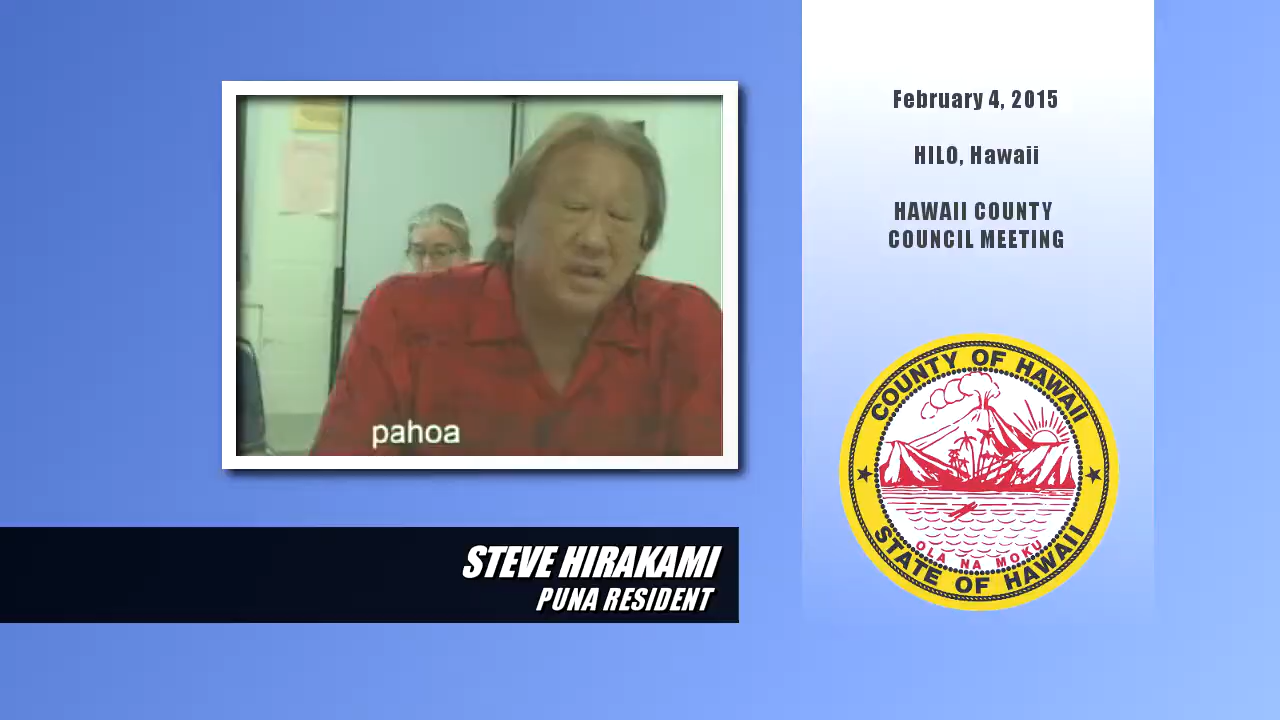 February 4, 2015
HILO, Hawaii
HAWAII COUNTY
COUNCIL MEETING
pahoa
COUNTY OF HAWAII
OLA NA MOKU
STATE OF HAWAII
STEVE HIRAKAMI
PUNA RESIDENT